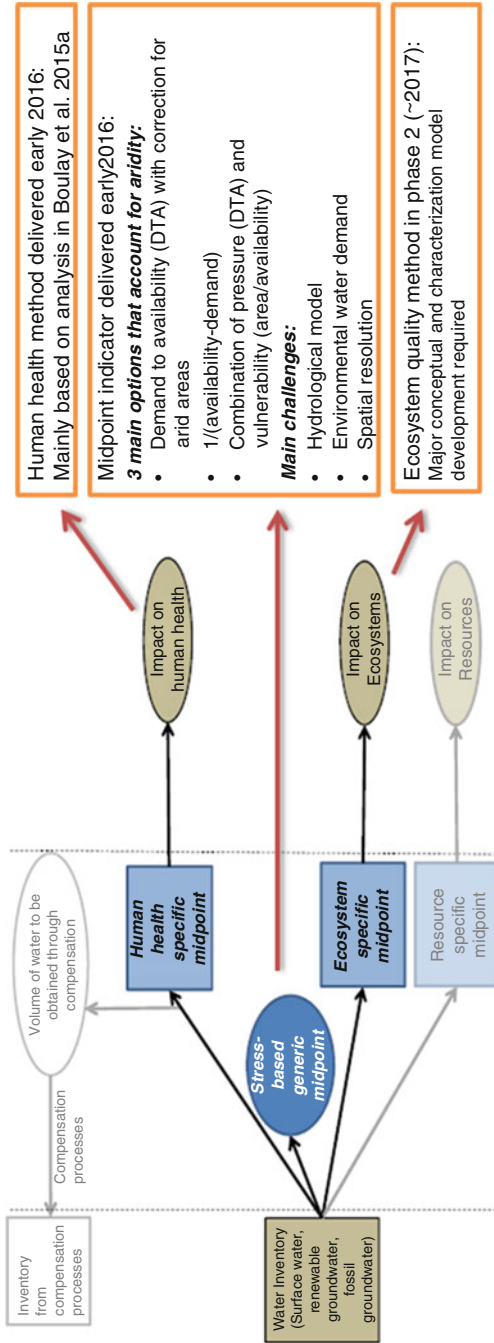 Inventory
from
compensation
processes
Compensation
processes
Volume of water to be
obtained through
compensation
Water Inventory
(Surface water,
renewable
groundwater,
fossil
groundwater)
Stress-
based
generic
midpoint
Human
health
specific
midpoint
Ecosystem
specific
midpoint
Resource
specific
midpoint
Impact on
human health
Impact on
Ecosystems
Impact on
Resources
Human health method delivered early 2016:
Mainly based on analysis in Boulay et al. 2015a
Midpoint indicator delivered early2016:
3 main options that account for aridity:
• Demand to availability (DTA) with correction for
arid areas
• 1/(availability-demand)
• Combination of pressure (DTA) and
vulnerability (area/availability)
Main challenges:
• Hydrological model
• Environmental water demand
• Spatial resolution
Ecosystem quality method in phase 2 (~2017):
Major conceptual and characterization model
development required